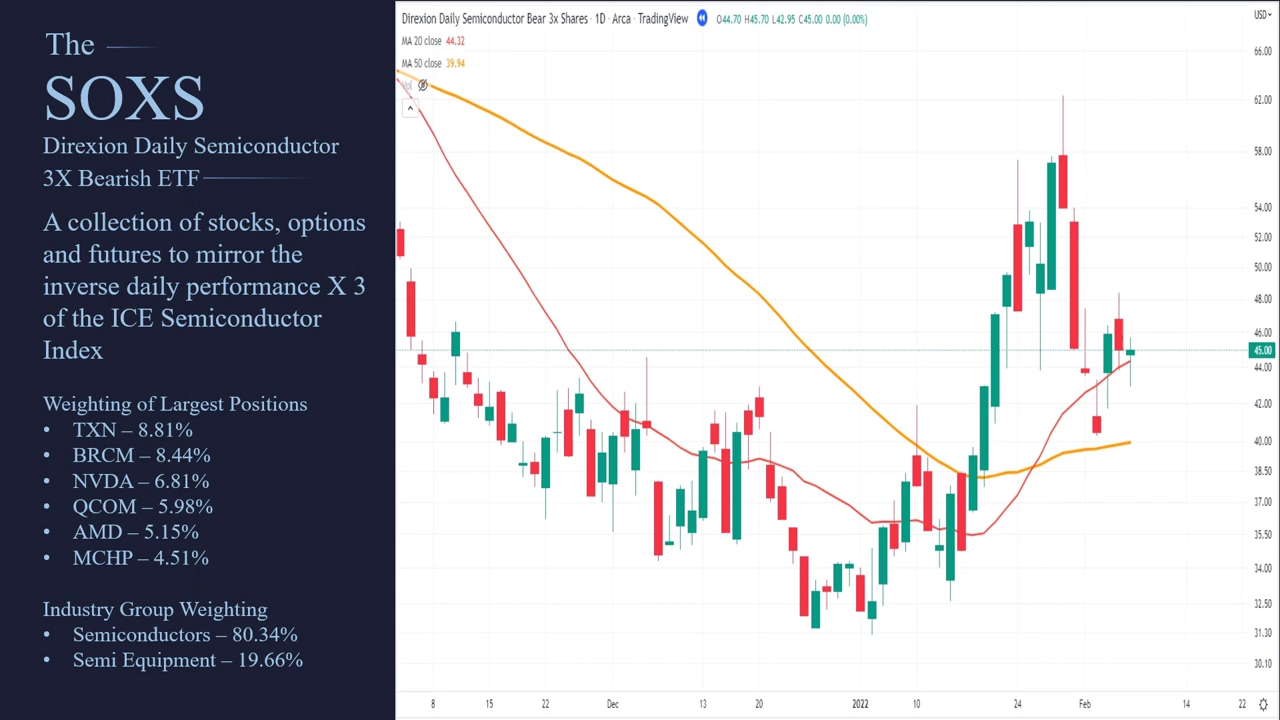 The
SOXS
Direxion Daily Semiconductor
3X Bearish ETF
A collection of stocks, options
and futures to mirror the
inverse daily performance X 3
of the ICE Semiconductor
Index
Weighting of Largest Positions
• TXN – 8.81%
• BRCM – 8.44%
• NVDA – 6.81%
• QCOM – 5.98%
• AMD – 5.15%
• MCHP – 4.51%
Industry Group Weighting
• Semiconductors – 80.34%
• Semi Equipment – 19.66%
Direxion Daily Semiconductor Bear 3x Shares · 1D · Arca · TradingView O44.70 H45.70 L42.95 C45.00 0.00 (0.00%)
MA 20 close 44.32
MA 50 close 39.94
Vol
USD
66.00
62.00
58.00
54.00
52.00
50.00
48.00
46.00
45.00
44.00
42.00
40.00
38.50
37.00
35.50
34.00
32.50
31.30
30.10
8 15 22 Dec 13 20 2022 10 24 Feb 14 22